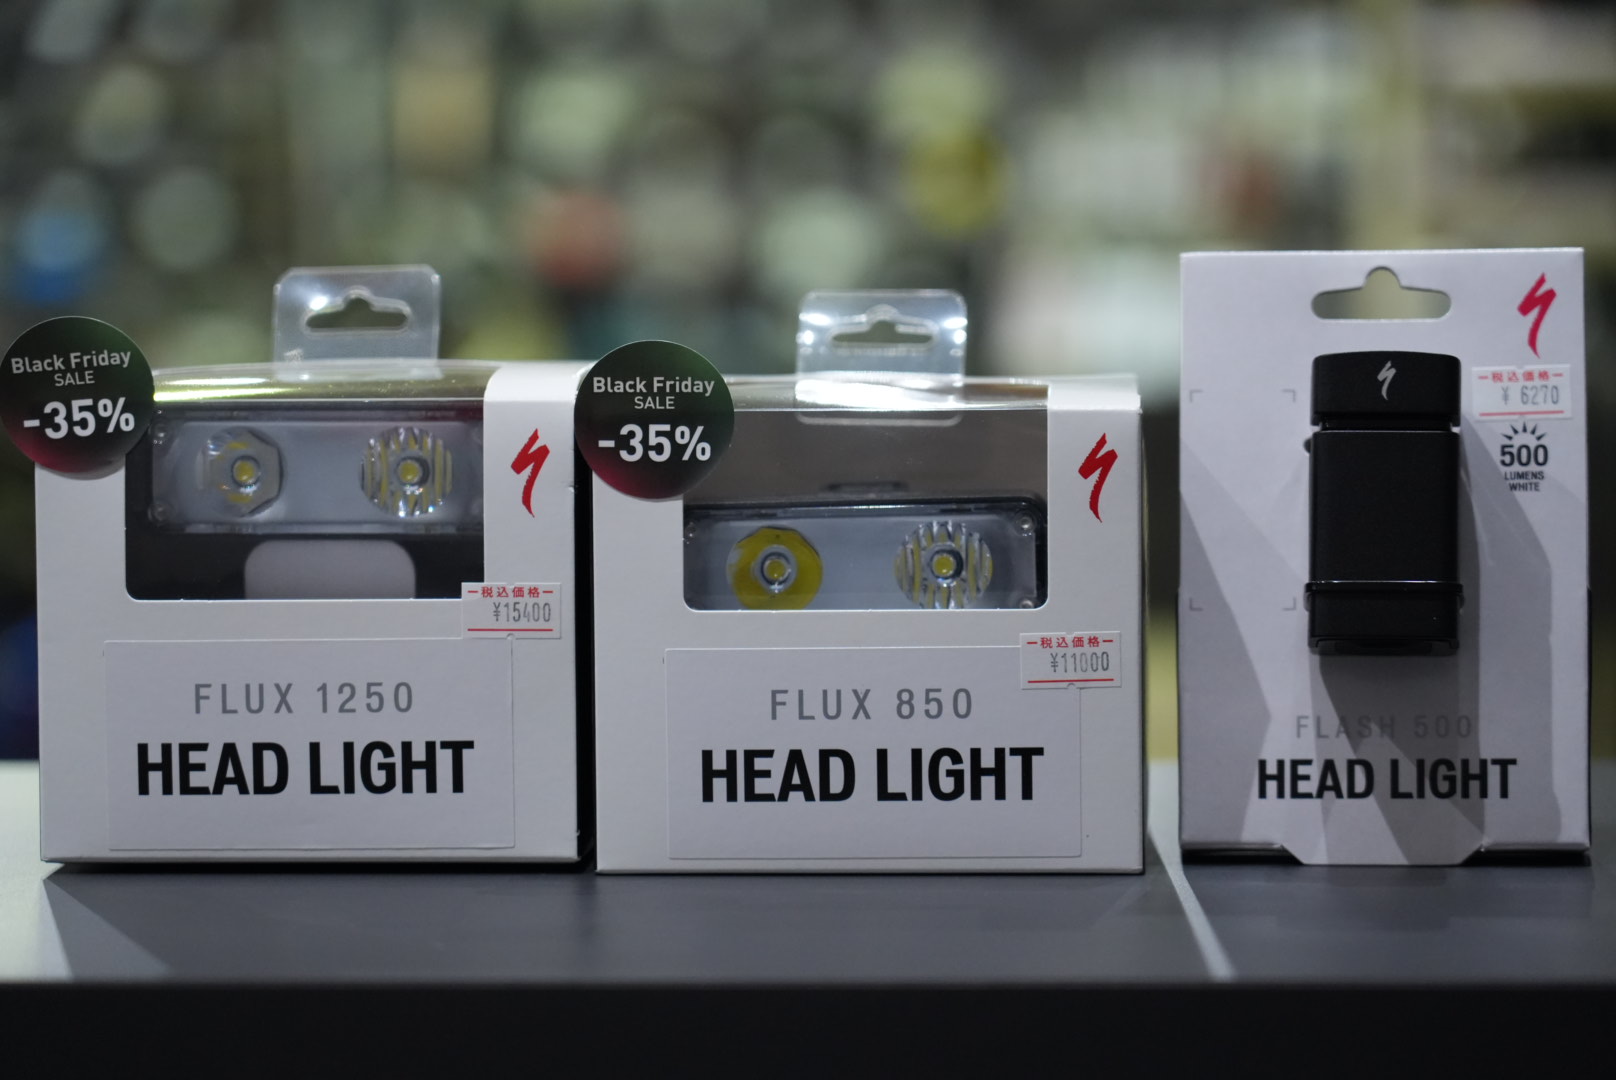 Black Friday
SALE
-35%
税込価格
¥15400
FLUX 1250
HEAD LIGHT
Black Friday
SALE
-35%
税込価格
¥11000
FLUX 850
HEAD LIGHT
税込価格
¥ 6270
500
LUMENS
WHITE
FLASH 500
HEAD LIGHT